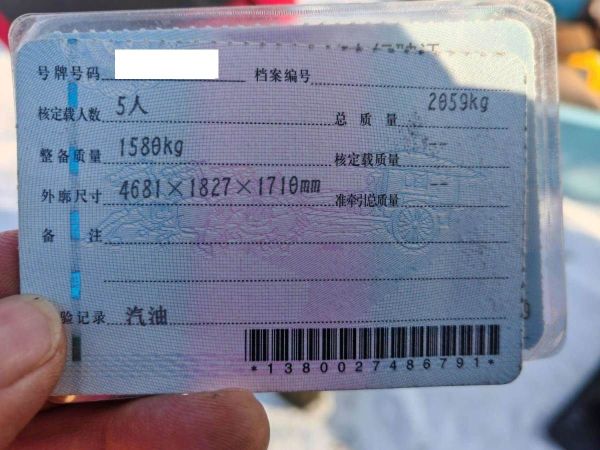 号牌号码 档案编号
核定载人数 5人 总质量 2059kg
整备质量 1580kg 核定载质量 --
外廓尺寸 4681×1827×1710mm 准牵引总质量 --
备注
验记录 汽油
*1380027486791*